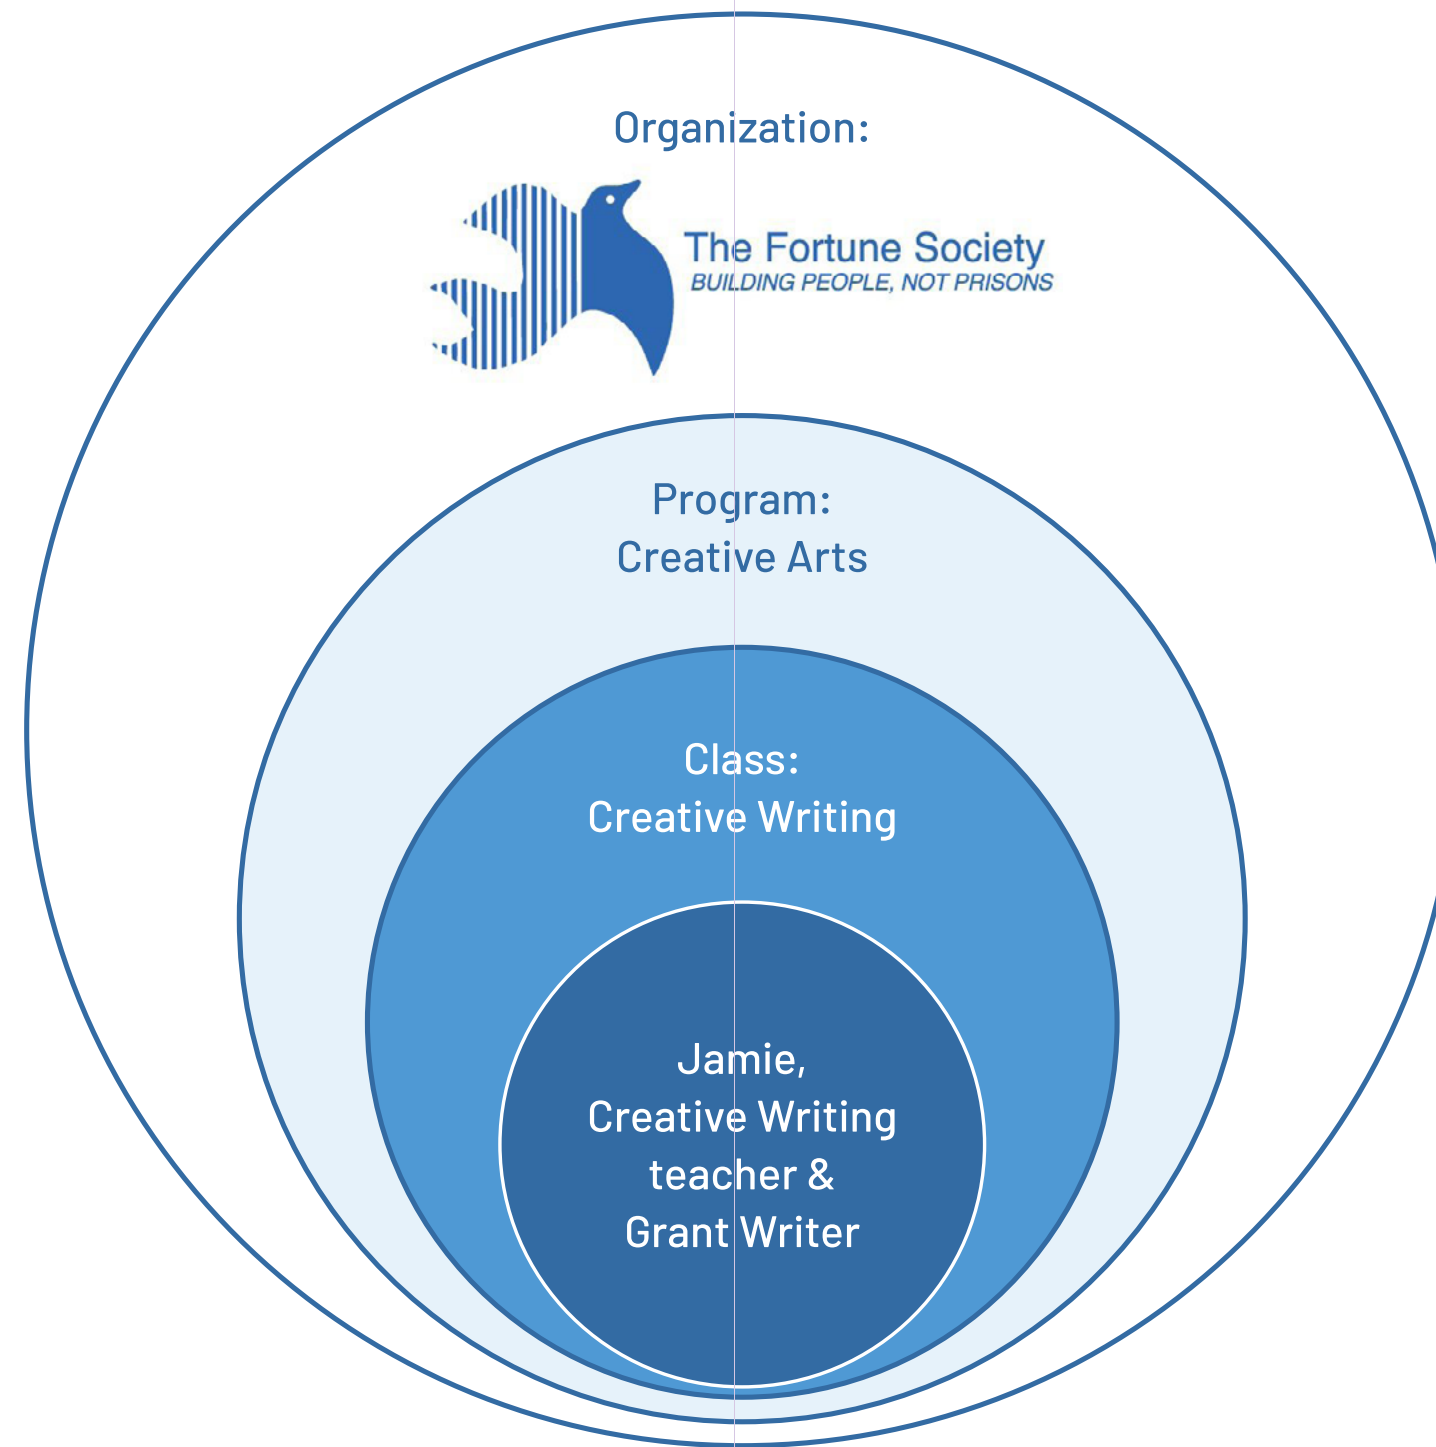 Organization:
The Fortune Society
BUILDING PEOPLE, NOT PRISONS
Program:
Creative Arts
Class:
Creative Writing
Jamie,
Creative Writing
teacher &
Grant Writer